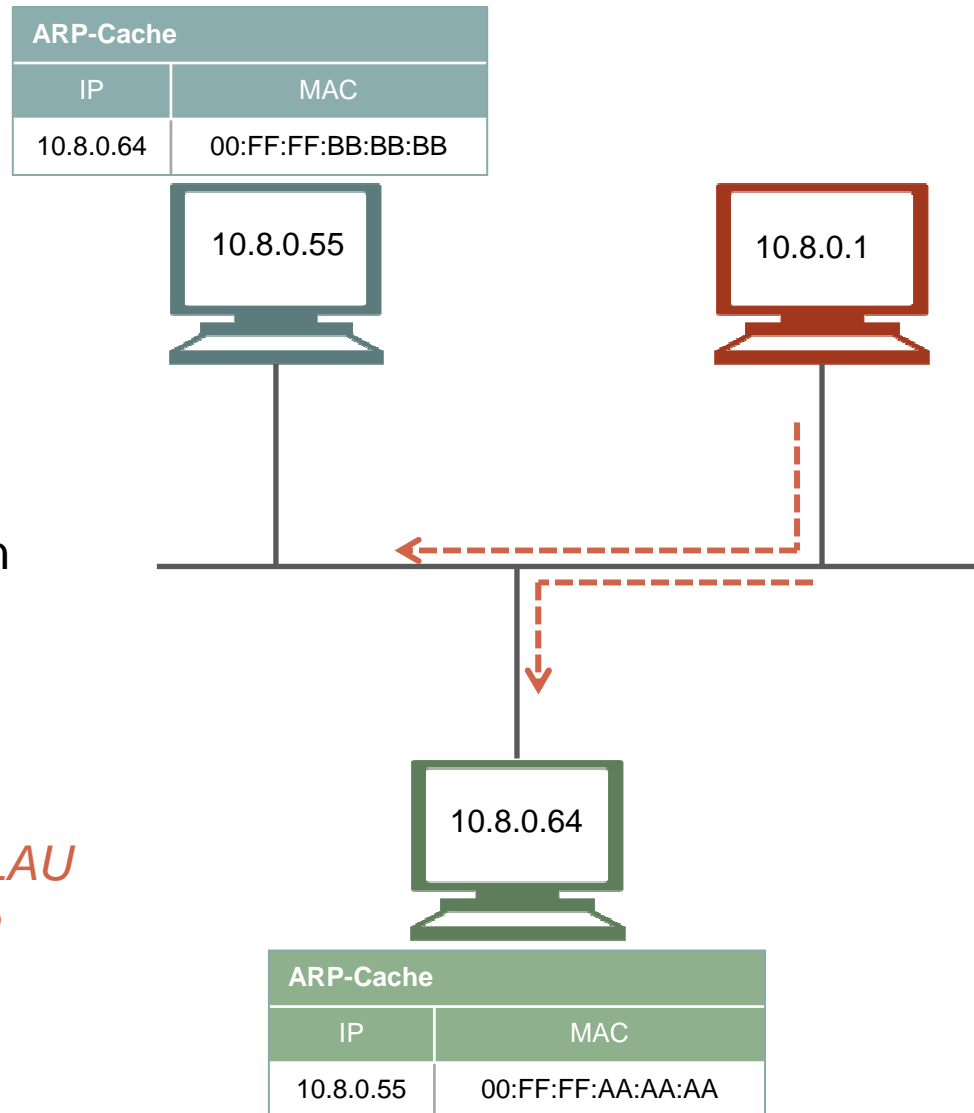 ARP-Cache
IP MAC
10.8.0.64 00:FF:FF:BB:BB:BB
10.8.0.55
10.8.0.1
n
10.8.0.64
LAU
ARP-Cache
IP MAC
10.8.0.55 00:FF:FF:AA:AA:AA